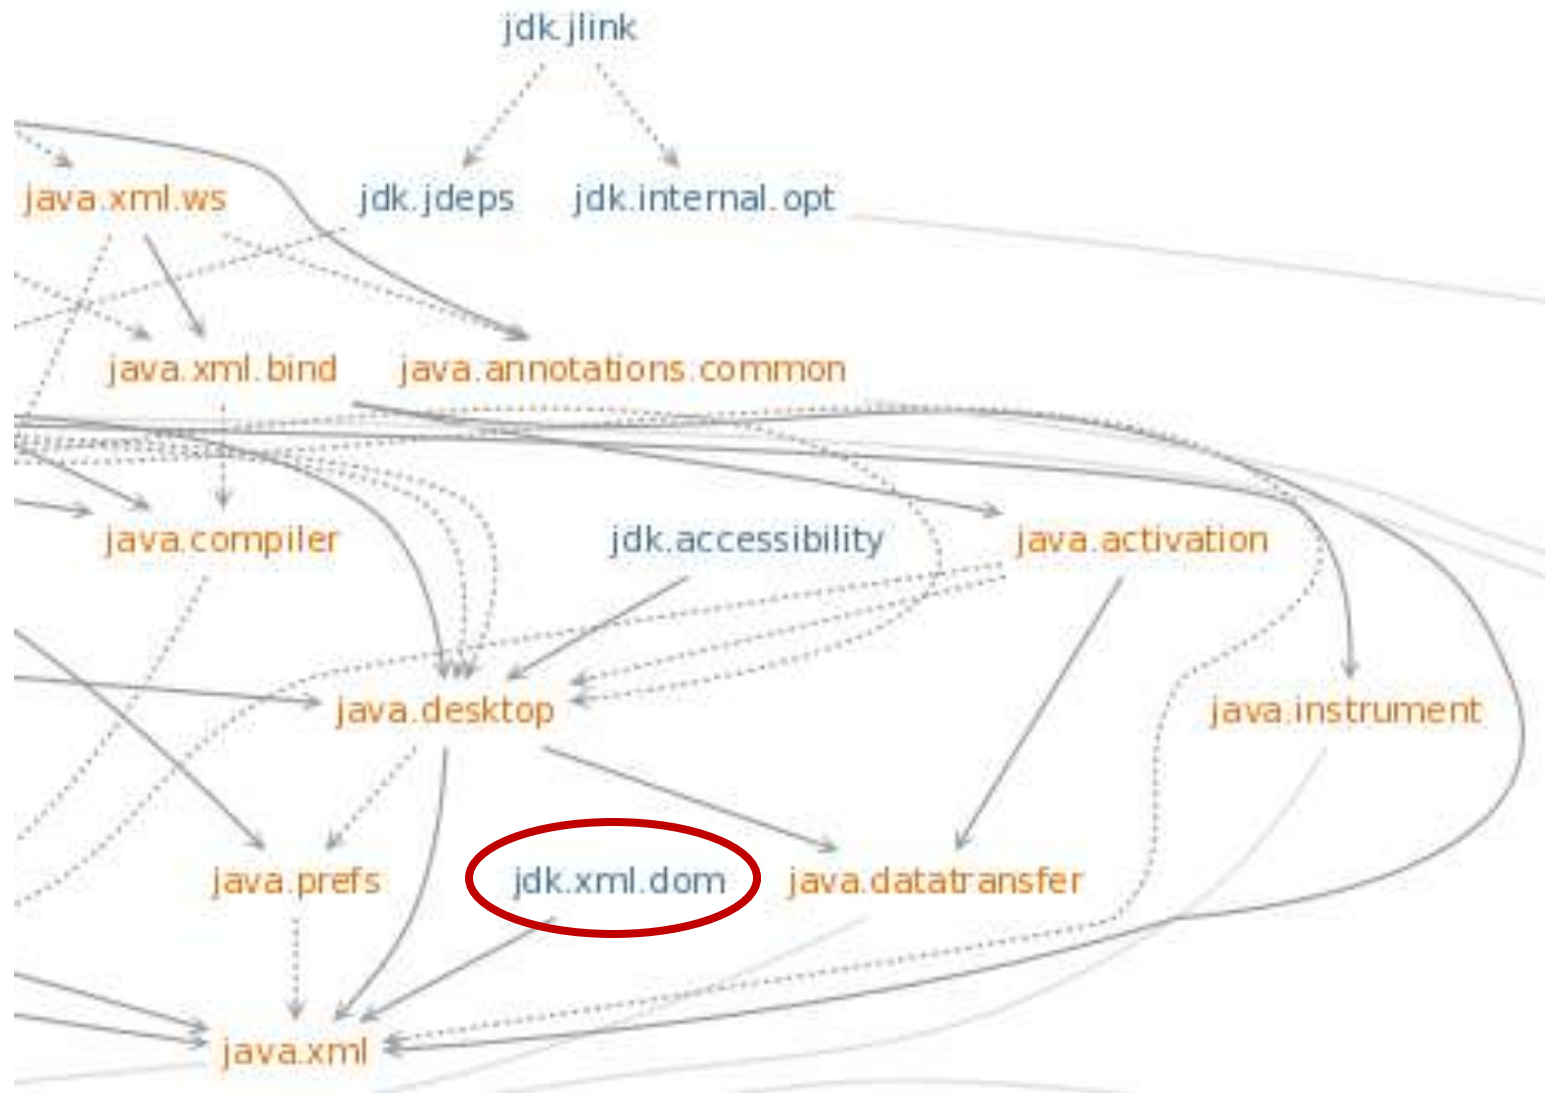 jdk.jlink
java.xml.ws
jdk.jdeps
jdk.internal.opt
java.xml.bind
java.annotations.common
java.compiler
jdk.accessibility
java.activation
java.desktop
java.instrument
java.prefs
jdk.xml.dom
java.datatransfer
java.xml